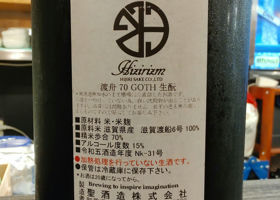 Hizirizm
HIJIRI SAKE CO.,LTD
渡舟 70 GOTH 生酛
■原材料 米・米麹
■原料米 滋賀県産 滋賀渡船6号 100%
■精米歩合 70%
■アルコール度数 15%
■令和五酒造年度 Nk-31号
●加熱処理を行っていない生酒です。
●保管は冷蔵庫に保存下さい。
Brewing to inspire imagination
聖酒造株式会社